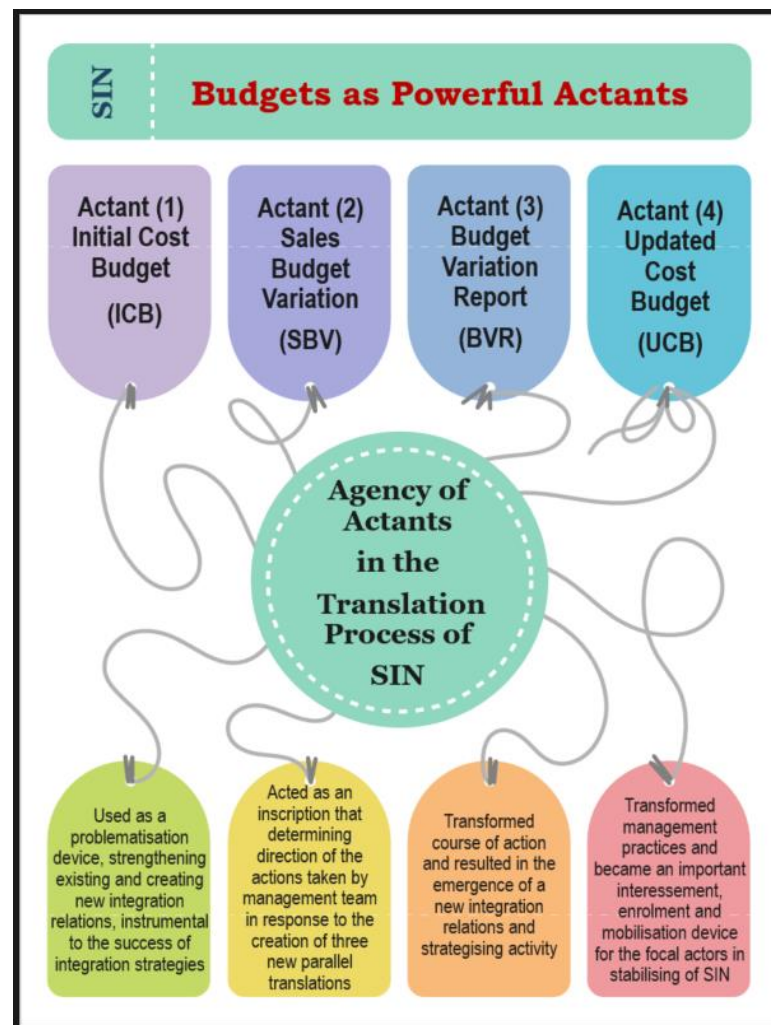 SIN
Budgets as Powerful Actants
Actant (1)
Initial Cost
Budget
(ICB)
Actant (2)
Sales
Budget
Variation
(SBV)
Actant (3)
Budget
Variation
Report
(BVR)
Actant (4)
Updated
Cost
Budget
(UCB)
Agency of
Actants
in the
Translation
Process of
SIN
Used as a
problematisation
device, strengthening
existing and creating
new integration
relations, instrumental
to the success of
integration strategies
Acted as an
inscription that
determining
direction of the
actions taken by
management team
in response to the
creation of three
new parallel
translations
Transformed
course of action
and resulted in the
emergence of a
new integration
relations and
strategising activity
Transformed
management
practices and
became an important
interessement,
enrolment and
mobilisation device
for the focal actors in
stabilising of SIN